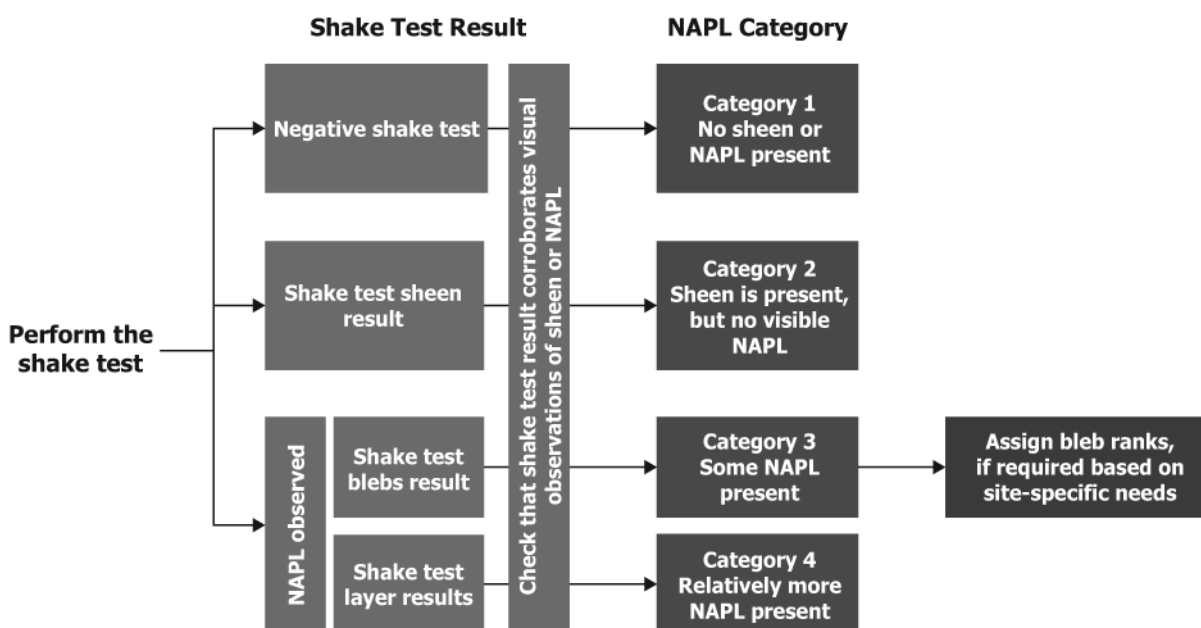 Shake Test Result
NAPL Category
Perform the
shake test
Negative shake test
Shake test sheen
result
NAPL observed
Shake test
blebs result
Shake test
layer results
Check that shake test result corroborates visual
observations of sheen or NAPL
Category 1
No sheen or
NAPL present
Category 2
Sheen is present,
but no visible
NAPL
Category 3
Some NAPL
present
Assign bleb ranks,
if required based on
site-specific needs
Category 4
Relatively more
NAPL present